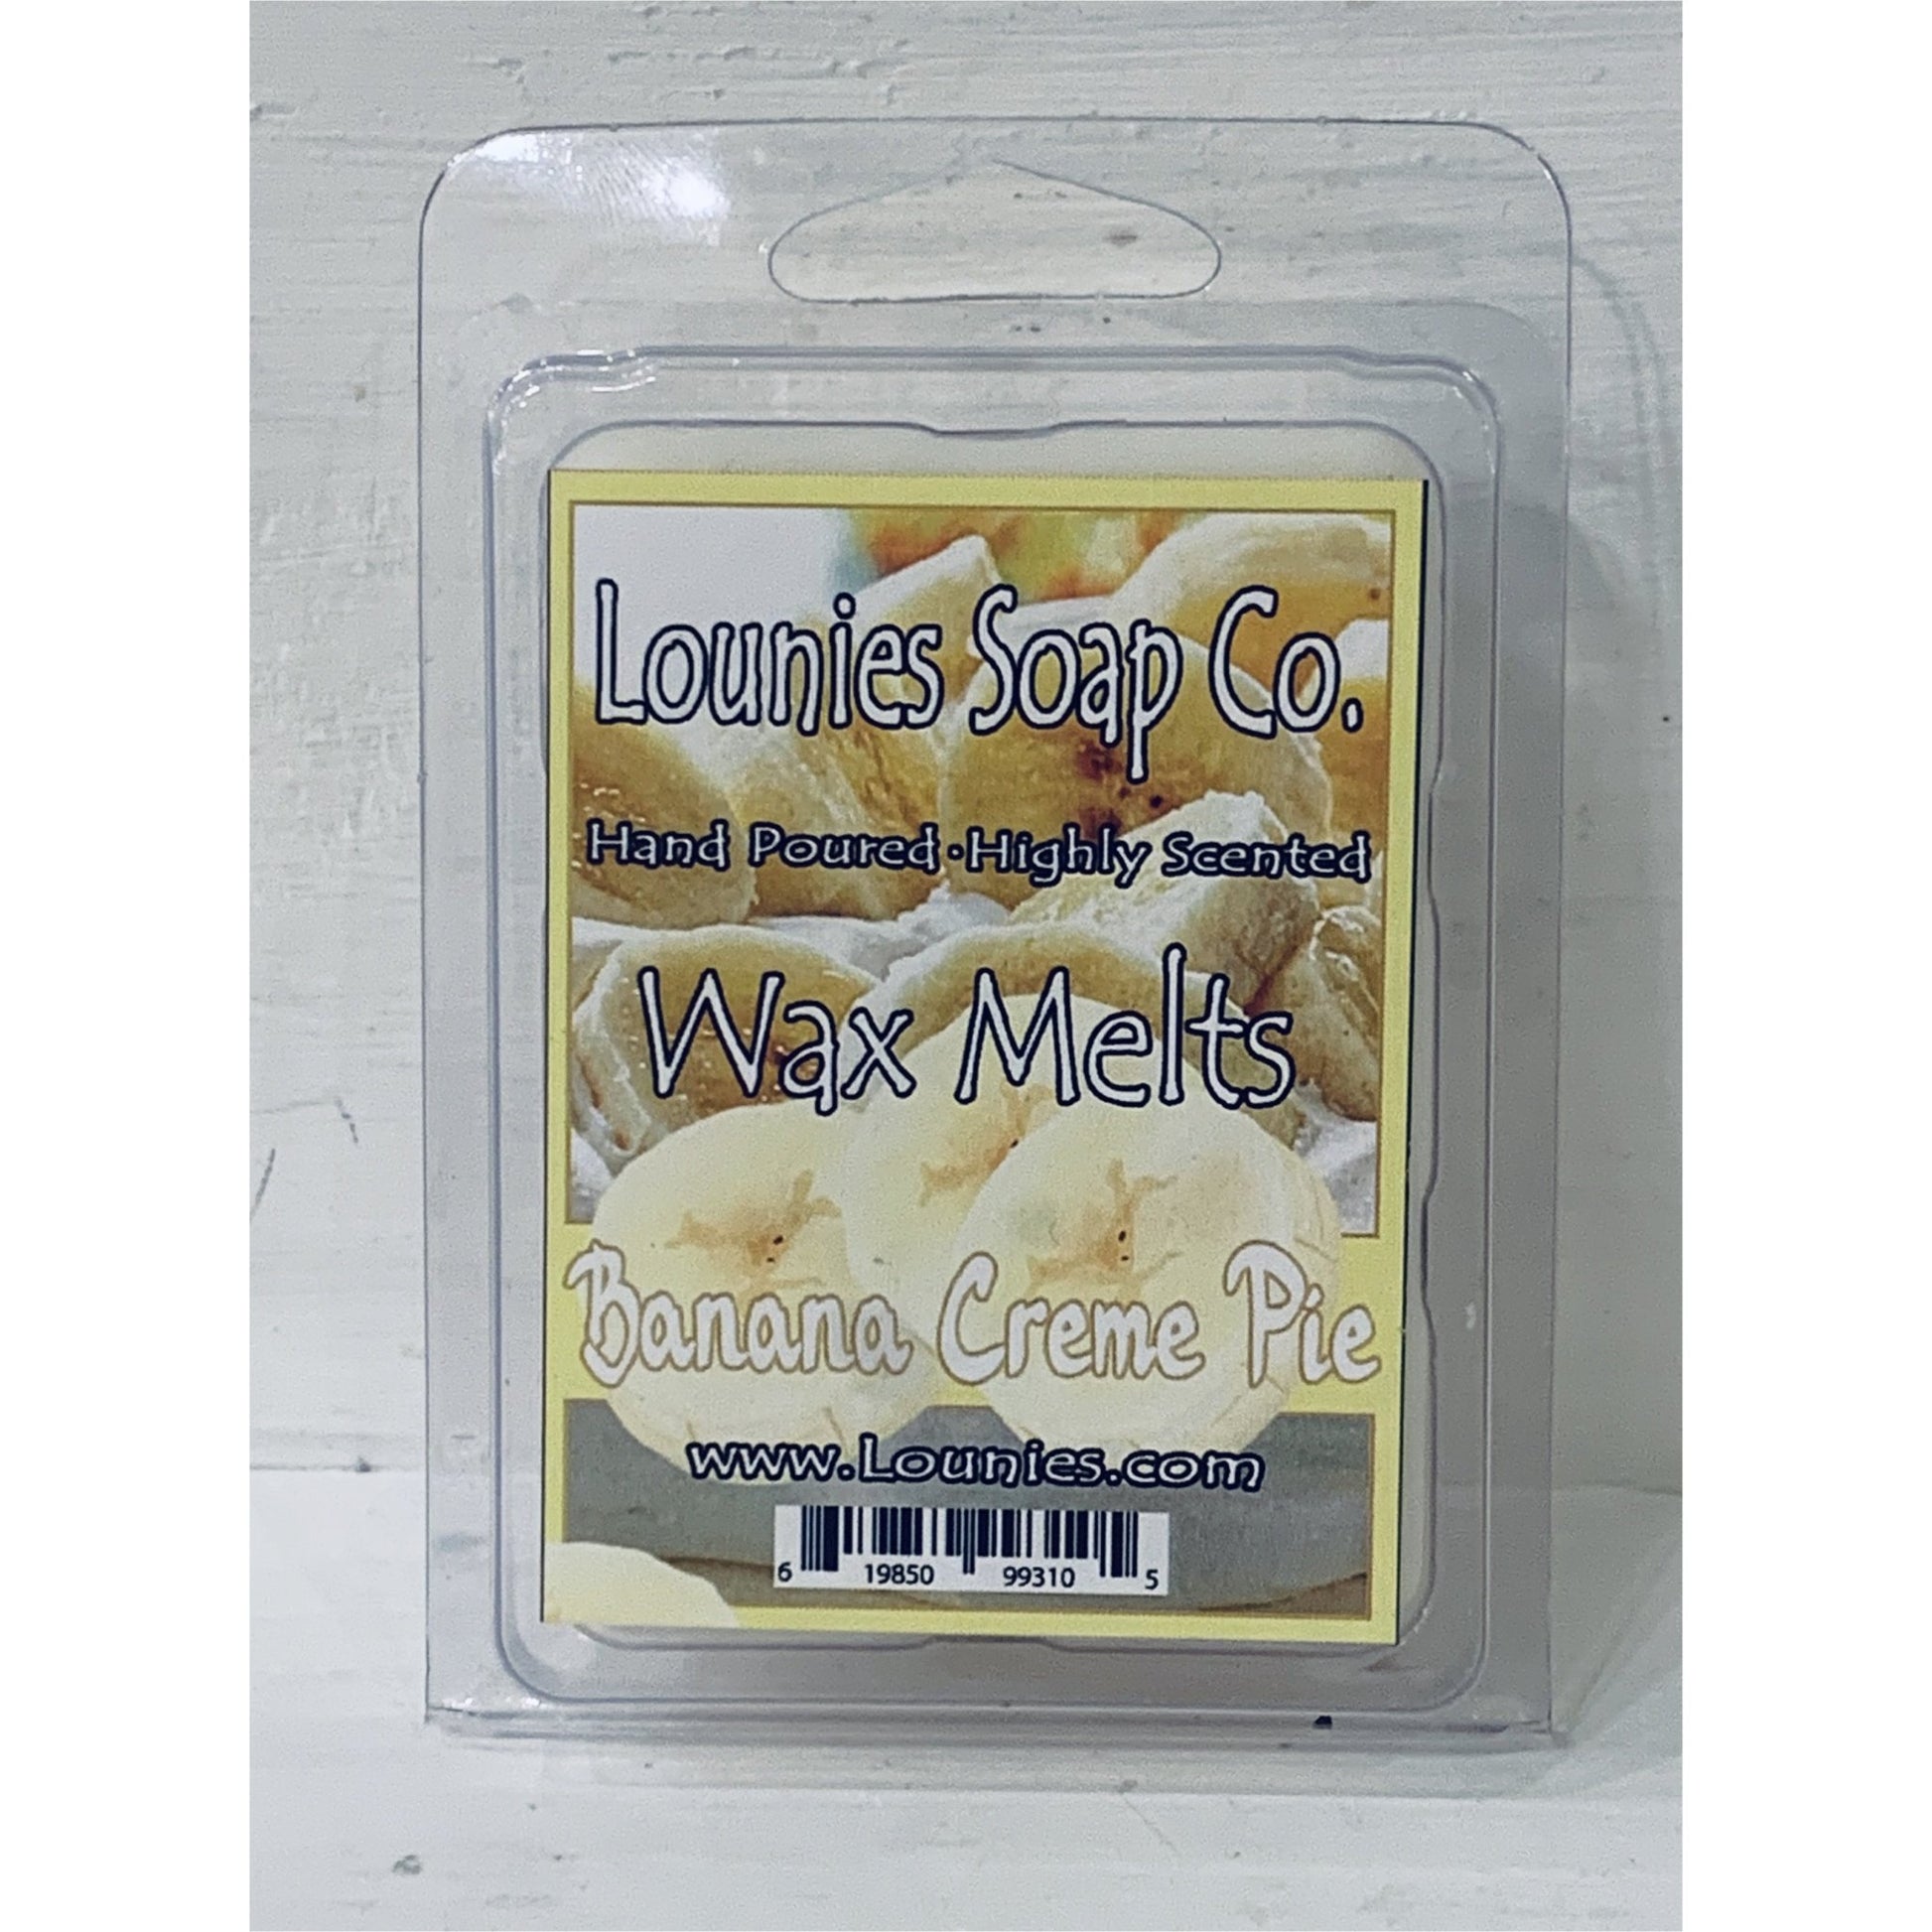 Lounies Soap Co.
Hand Poured·Highly Scented
Wax Melts
Banana Creme Pie
www.Lounies.com
6 19850 99310 5